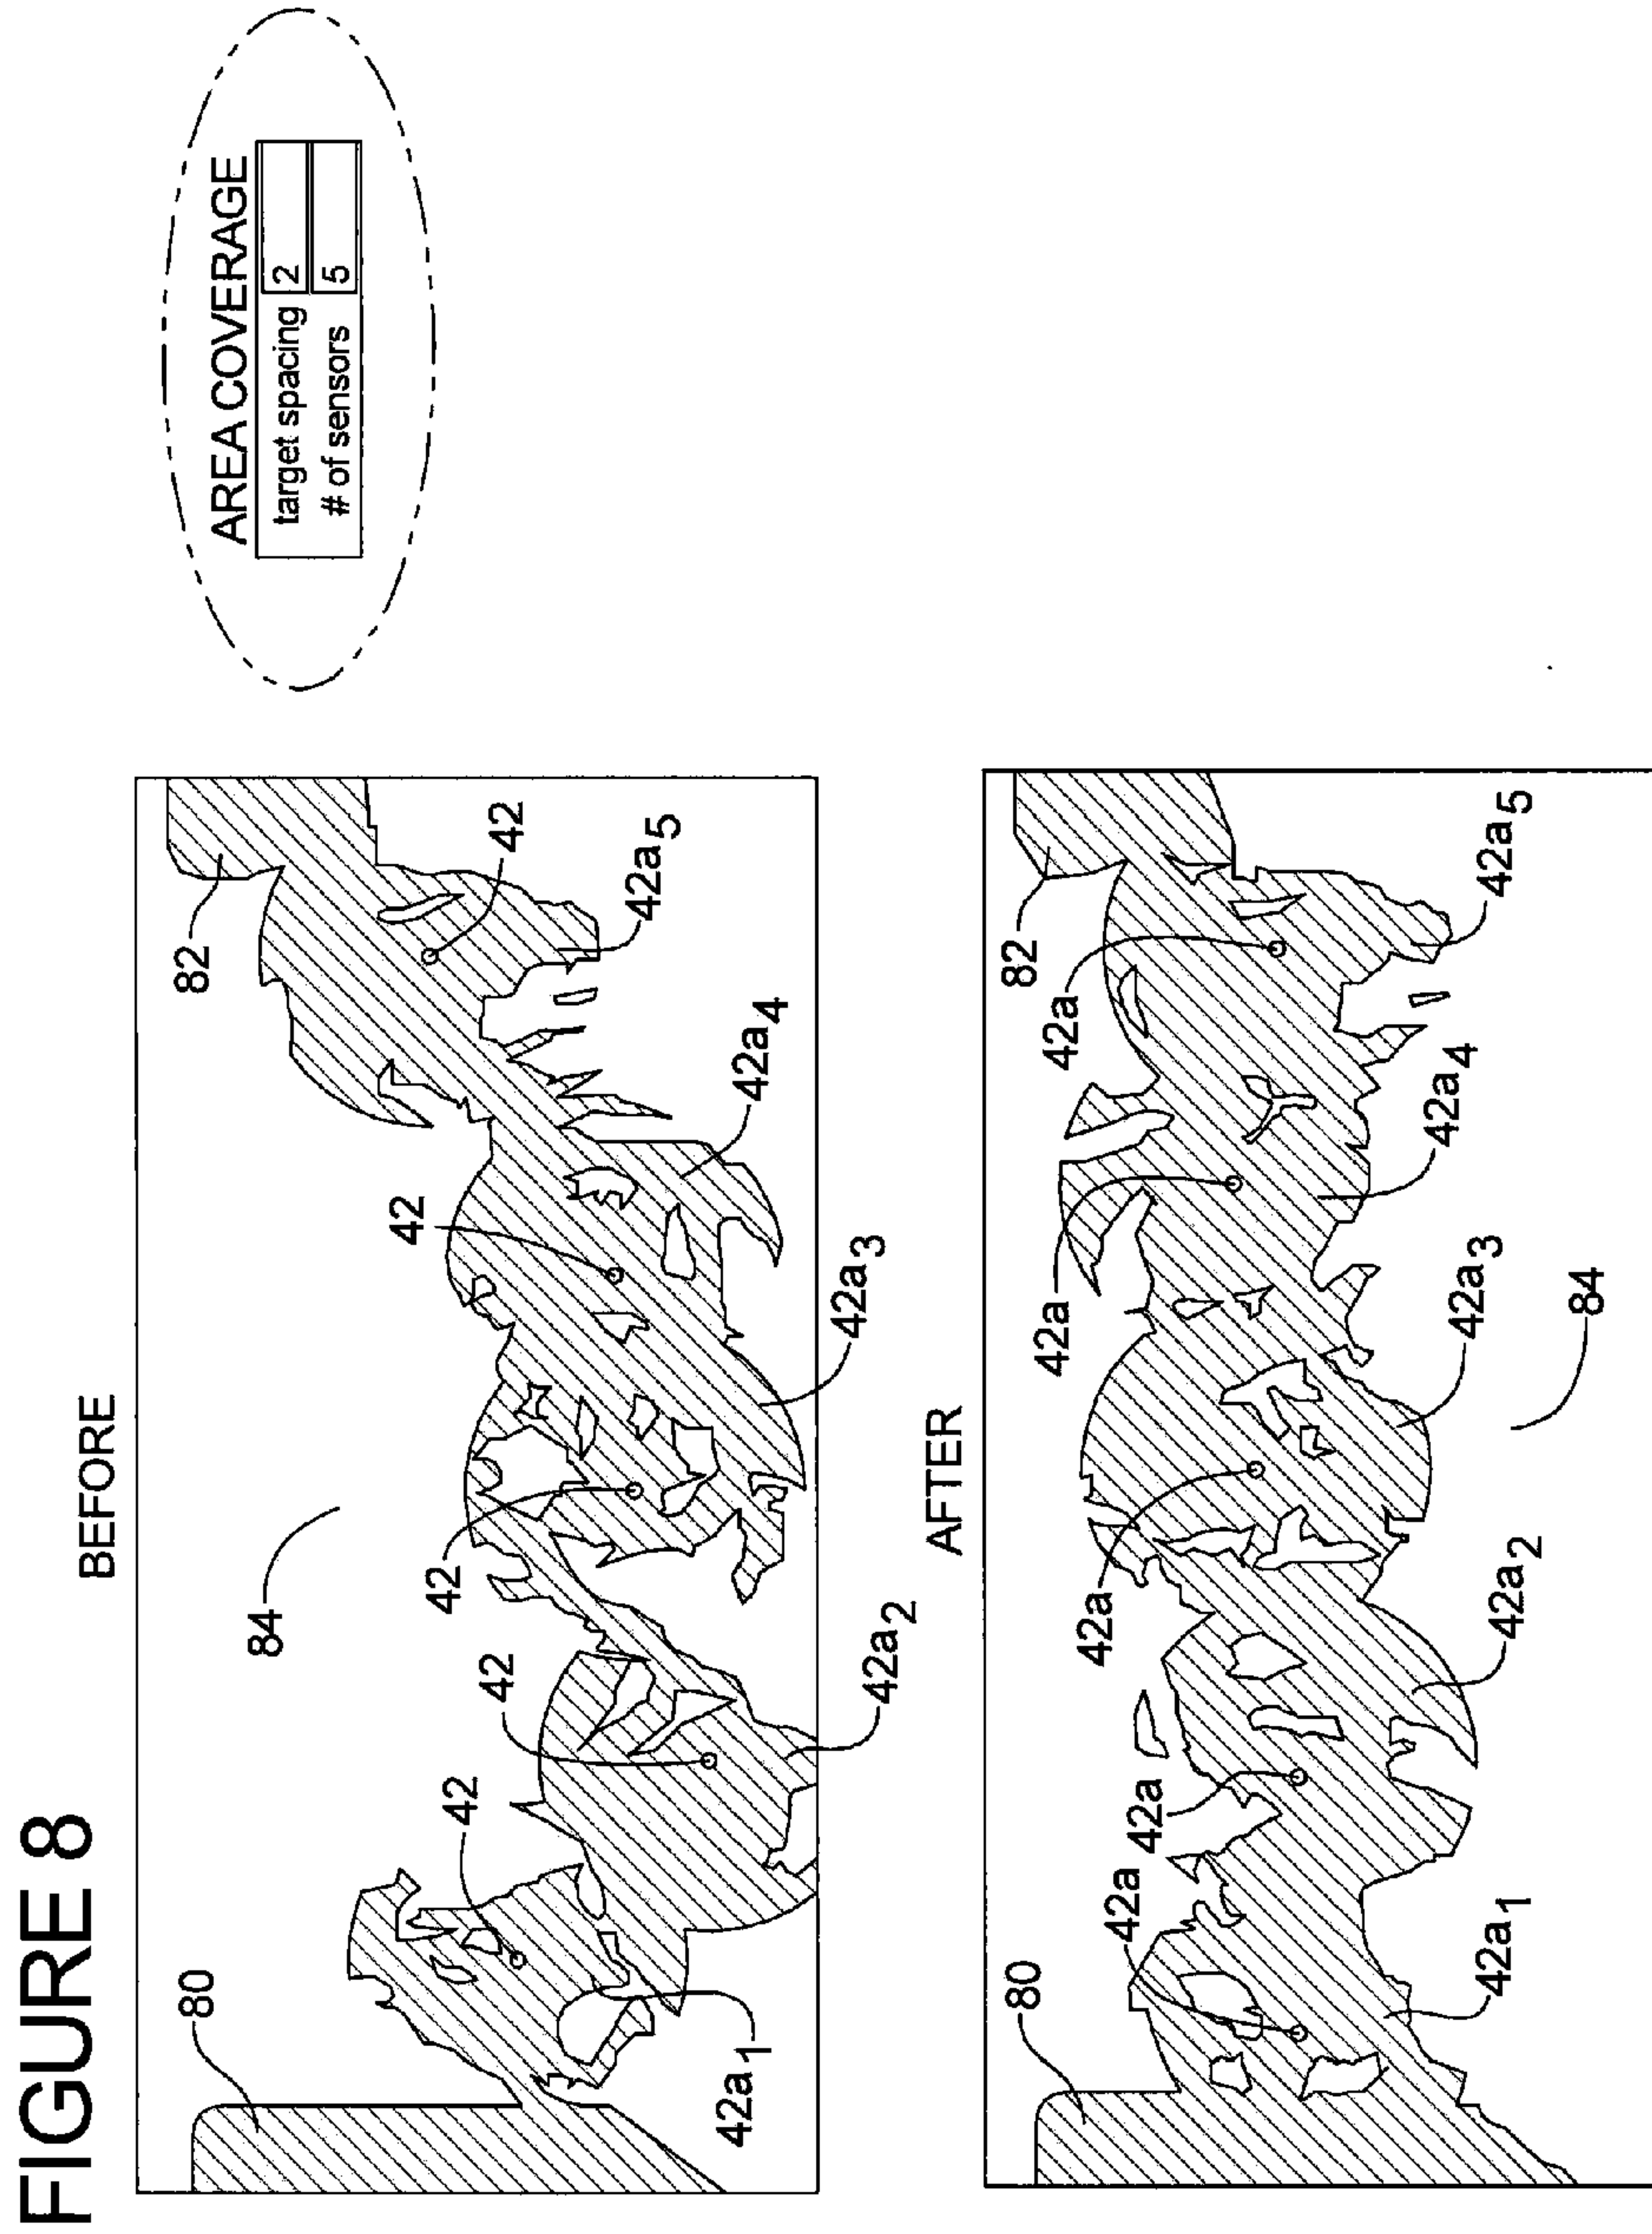 FIGURE 8
BEFORE
80
42
42
84
42
42
82
42
42a1
42a2
42a3
42a4
42a5
AREA COVERAGE
target spacing 2
# of sensors 5
AFTER
80
42a
42a
42a
42a
42a
82
42a1
42a2
42a3
84
42a4
42a5